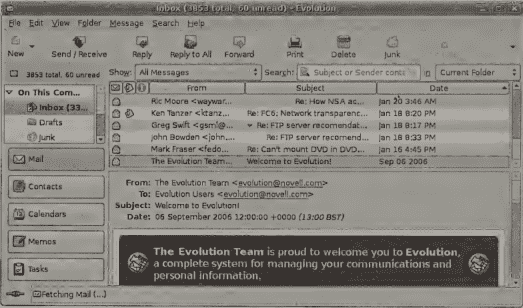 Inbox (3853 total, 60 unread) - Evolution
File Edit View Folder Message Search Help
New Send / Receive Reply Reply to All Forward Print Delete Junk
3853 total, 60 unread Show: All Messages Search: Subject or Sender conta in Current Folder
On This Com... From Subject Date
Inbox (33... Ric Moore <waywar... Re: How NSA ac... Jan 20 3:46 AM
Drafts Ken Tanzer <ktanz... Re: FC6: Network transparenc... Jan 18 8:20 PM
Junk Greg Swift <gsml@... Re: FTP server recomendat... Jan 18 8:17 PM
John Bowden <john... Re: FTP server recomend... Jan 18 8:33 PM
Mail Mark Fraser <fedo... Re: Can't mount DVD in DVD... Jan 16 4:45 PM
The Evolution Team... Welcome to Evolution! Sep 06 2006
Contacts From: The Evolution Team <evolution@novell.com>
To: Evolution Users <evolution@novell.com>
Calendars Subject: Welcome to Evolution!
Date: 06 September 2006 12:00:00 +0000 (13:00 BST)
Memos The Evolution Team is proud to welcome you to Evolution,
a complete system for managing your communications and
Tasks personal information.
Fetching Mail (...)